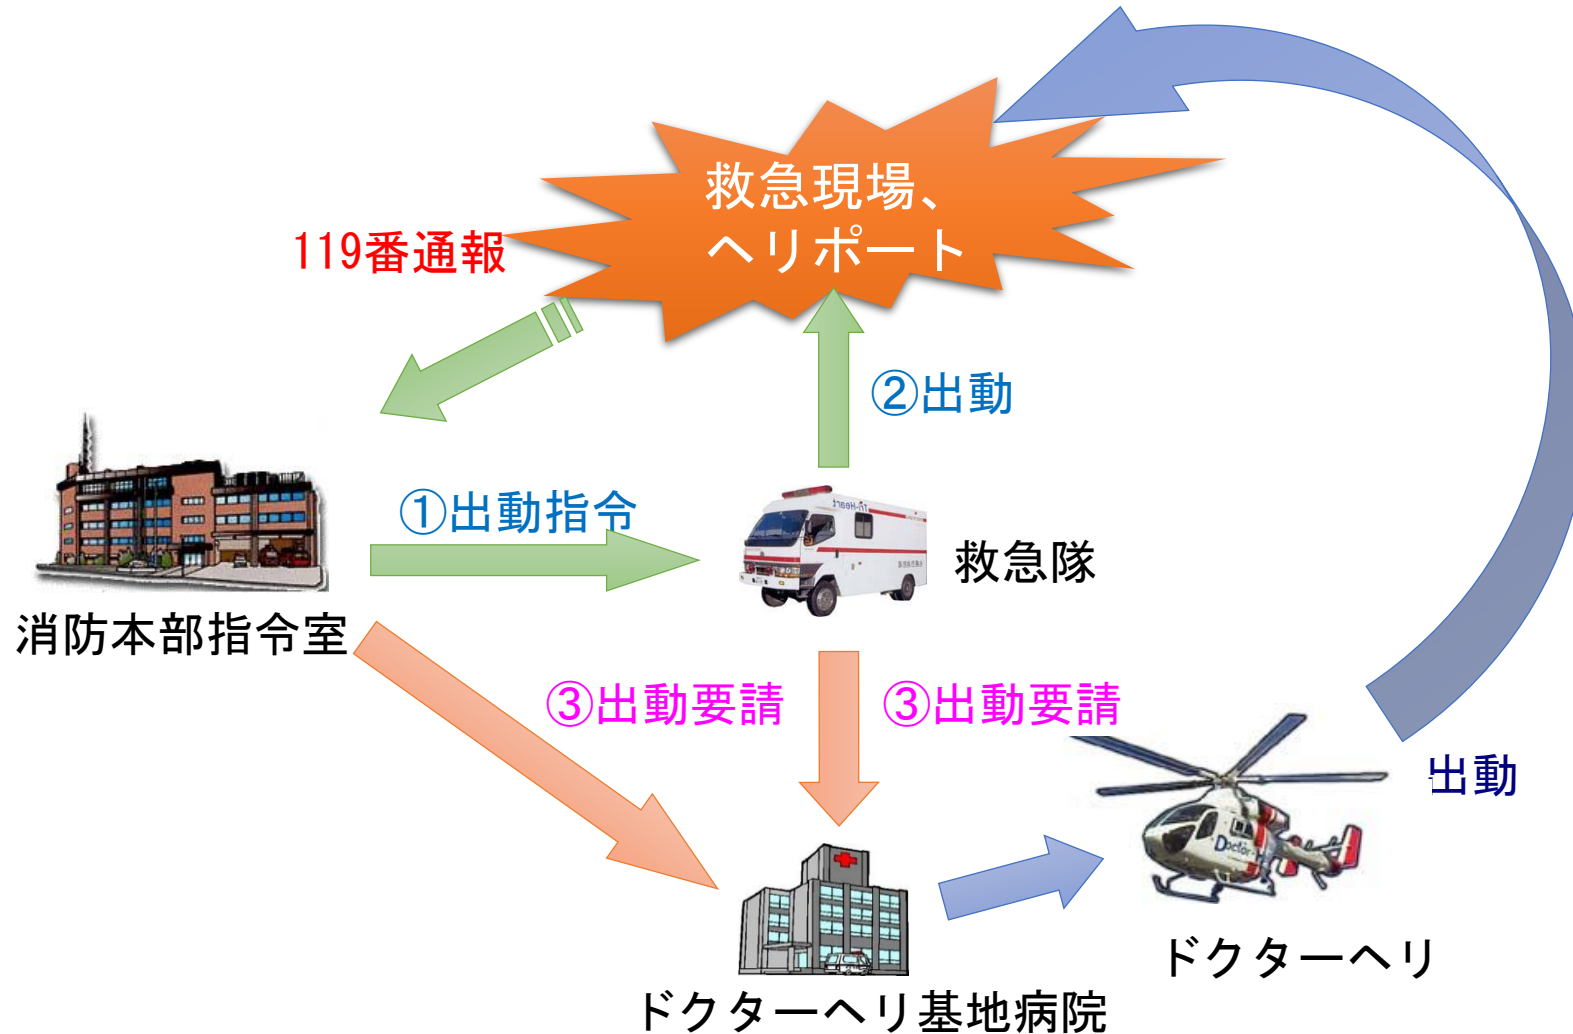 救急現場、
ヘリポート
119番通報
②出動
①出動指令
救急隊
消防本部指令室
③出動要請
③出動要請
出動
ドクターヘリ
ドクターヘリ基地病院